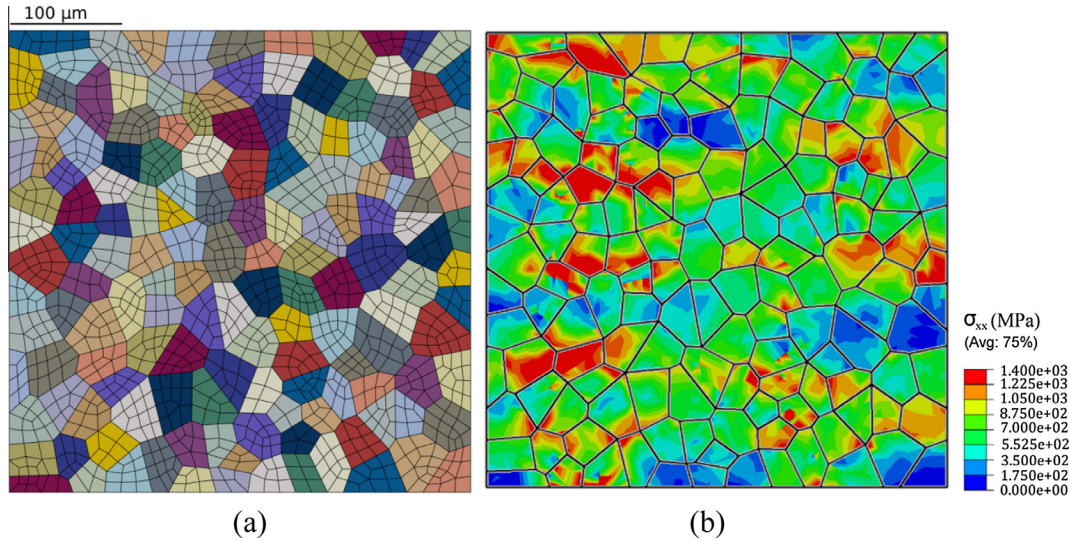 100 μm
σxx (MPa)
(Avg: 75%)
1.400e+03
1.225e+03
1.050e+03
8.750e+02
7.000e+02
5.525e+02
3.500e+02
1.750e+02
0.000e+00
(a)
(b)